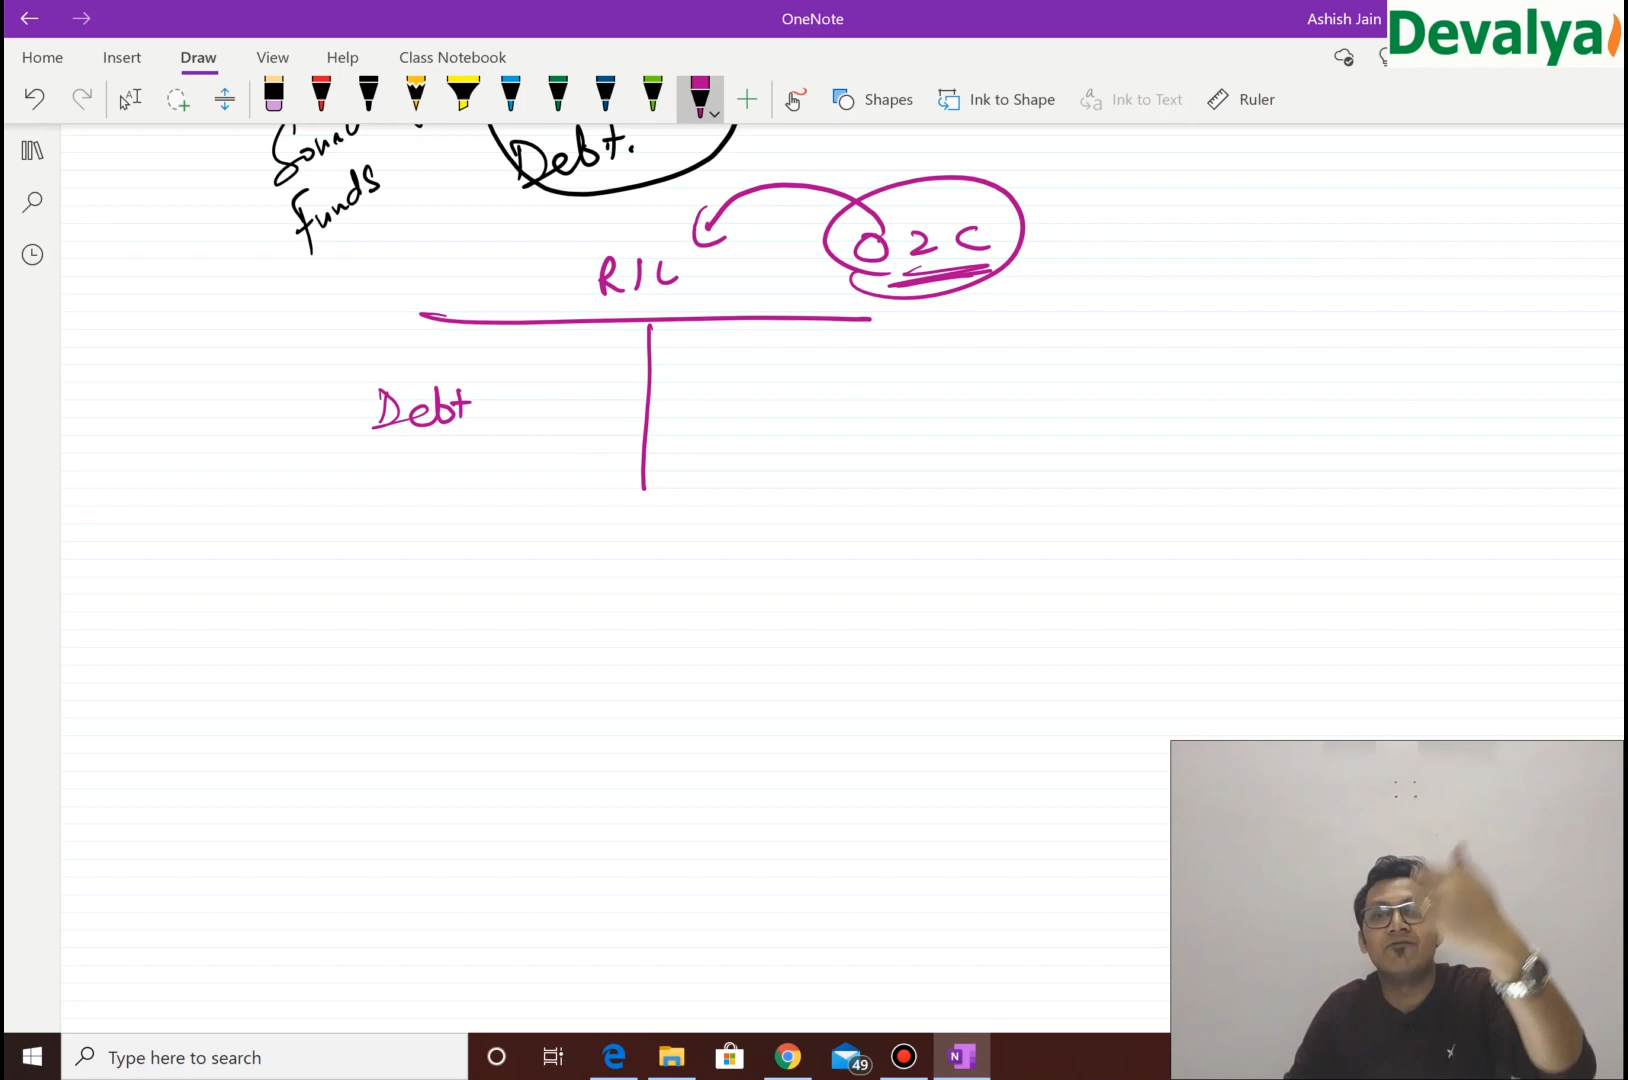 OneNote
Ashish Jain
Devalya
Home Insert Draw View Help Class Notebook
Shapes Ink to Shape Ink to Text Ruler
Funds
Debt.
O2C
RIL
Debt
Type here to search
49
N